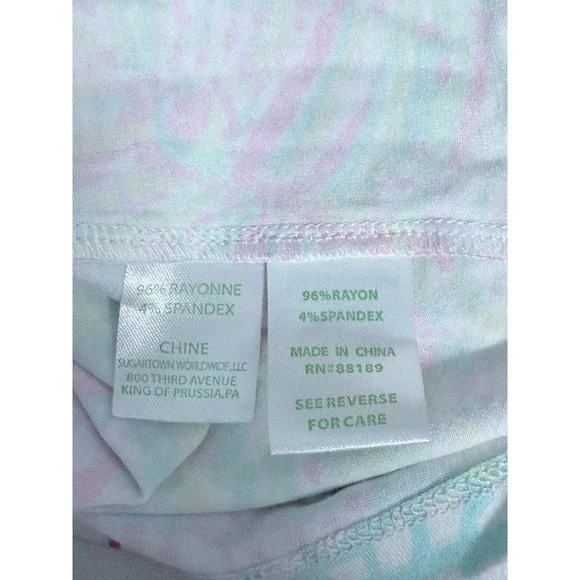 96% RAYONNE
4% SPANDEX
CHINE
SUGARTOWN WORLDWIDE, LLC
800 THIRD AVENUE
KING OF PRUSSIA, PA
96%RAYON
4%SPANDEX
MADE IN CHINA
RN#88189
SEE REVERSE
FOR CARE